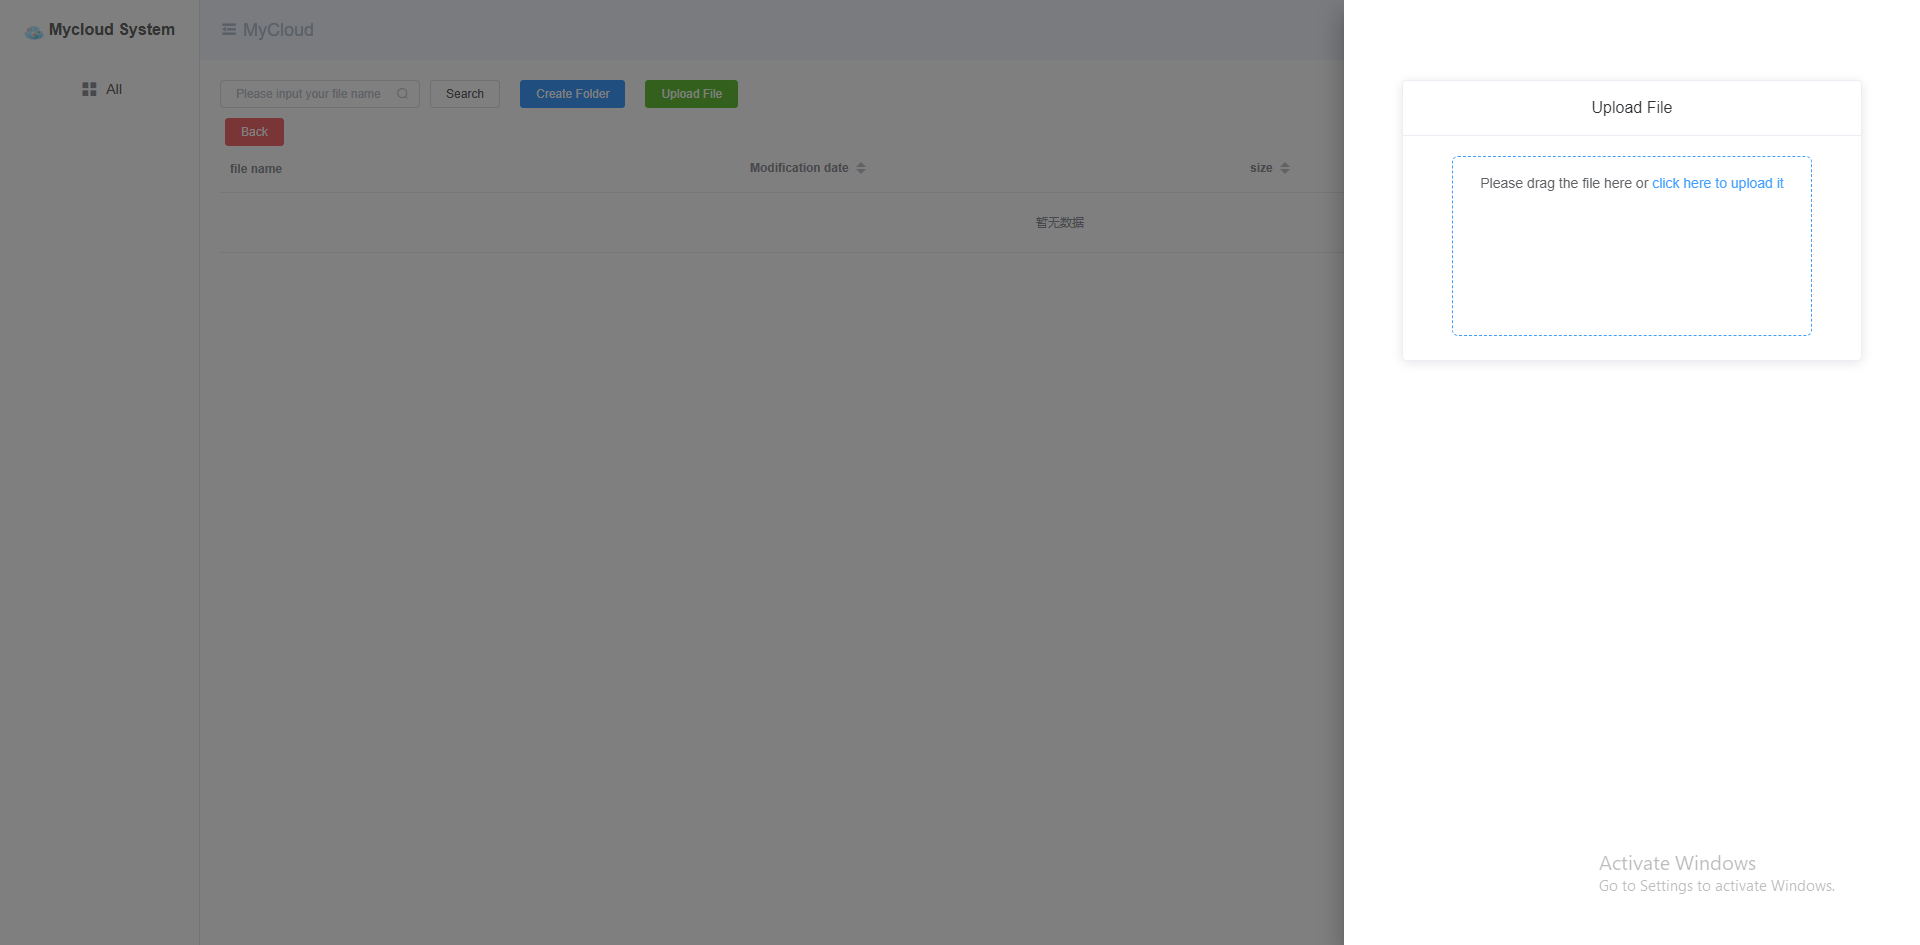 Mycloud System
All
MyCloud
Please input your file name
Search
Create Folder
Upload File
Back
file name
Modification date
size
暂无数据
Upload File
Please drag the file here or click here to upload it
Activate Windows
Go to Settings to activate Windows.